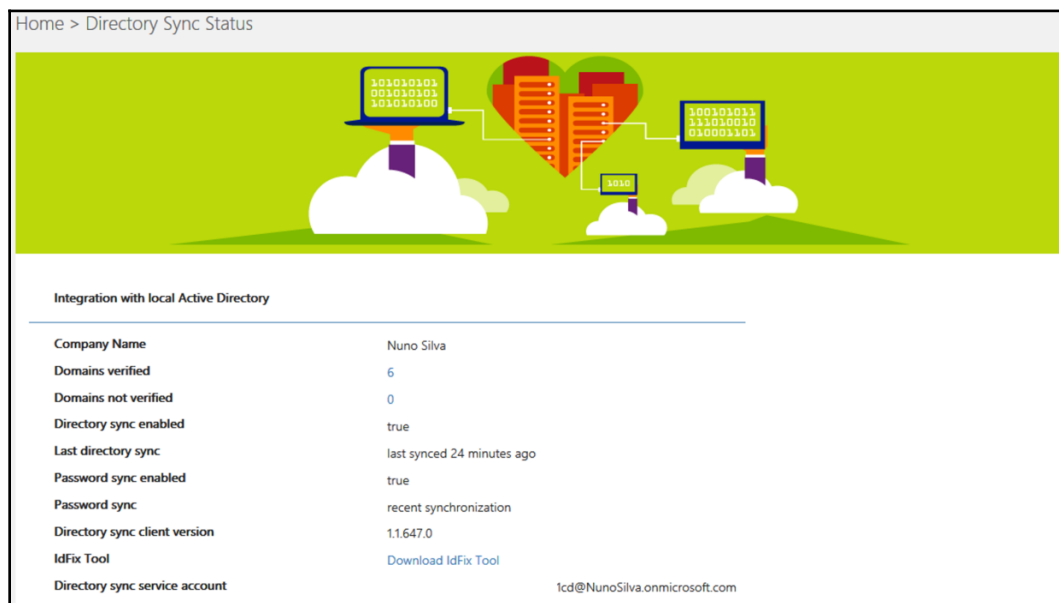 Home > Directory Sync Status
101010101
001010101
101010100
100101011
111010010
010001101
1010
Integration with local Active Directory
Company Name Nuno Silva
Domains verified 6
Domains not verified 0
Directory sync enabled true
Last directory sync last synced 24 minutes ago
Password sync enabled true
Password sync recent synchronization
Directory sync client version 1.1.647.0
IdFix Tool Download IdFix Tool
Directory sync service account 1cd@NunoSilva.onmicrosoft.com